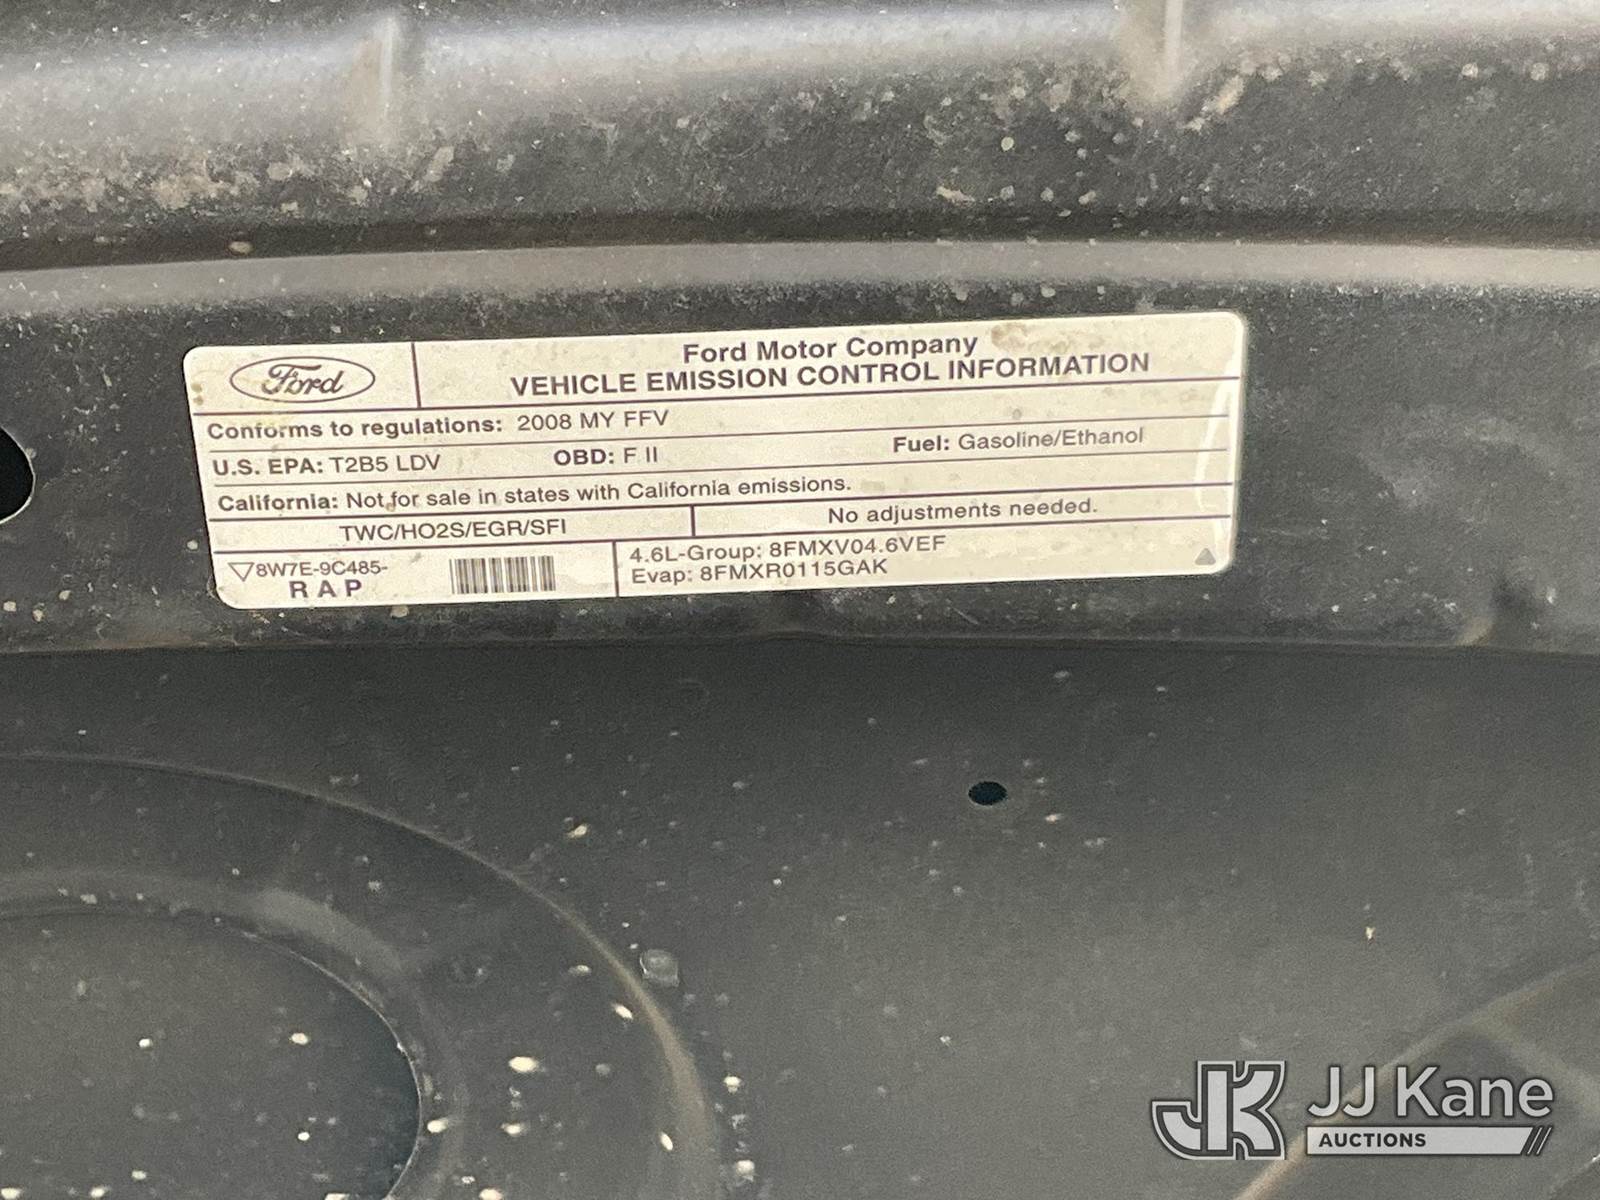 Ford
Ford Motor Company
VEHICLE EMISSION CONTROL INFORMATION
Conforms to regulations: 2008 MY FFV
U.S. EPA: T2B5 LDV OBD: F II Fuel: Gasoline/Ethanol
California: Not for sale in states with California emissions.
TWC/HO2S/EGR/SFI No adjustments needed.
8W7E-9C485-
RAP
4.6L-Group: 8FMXV04.6VEF
Evap: 8FMXR0115GAK
JK JJ Kane
AUCTIONS